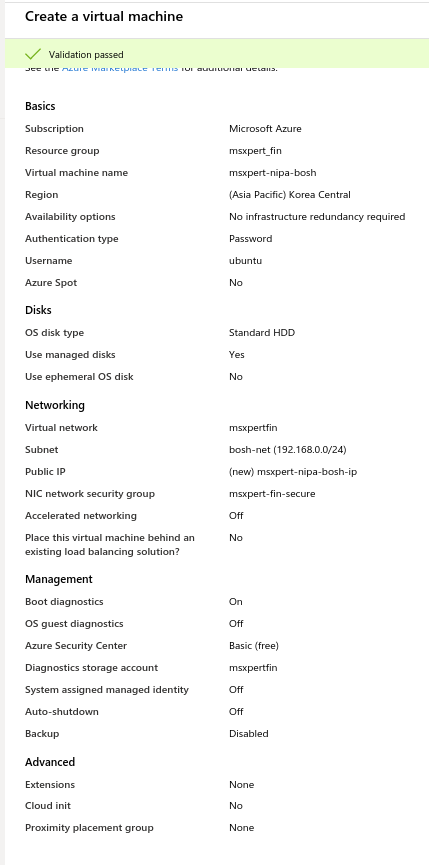 Create a virtual machine
Validation passed
See the Azure Marketplace Terms for additional details.
Basics
Subscription Microsoft Azure
Resource group msxpert_fin
Virtual machine name msxpert-nipa-bosh
Region (Asia Pacific) Korea Central
Availability options No infrastructure redundancy required
Authentication type Password
Username ubuntu
Azure Spot No
Disks
OS disk type Standard HDD
Use managed disks Yes
Use ephemeral OS disk No
Networking
Virtual network msxpertfin
Subnet bosh-net (192.168.0.0/24)
Public IP (new) msxpert-nipa-bosh-ip
NIC network security group msxpert-fin-secure
Accelerated networking Off
Place this virtual machine behind an No
existing load balancing solution?
Management
Boot diagnostics On
OS guest diagnostics Off
Azure Security Center Basic (free)
Diagnostics storage account msxpertfin
System assigned managed identity Off
Auto-shutdown Off
Backup Disabled
Advanced
Extensions None
Cloud init No
Proximity placement group None